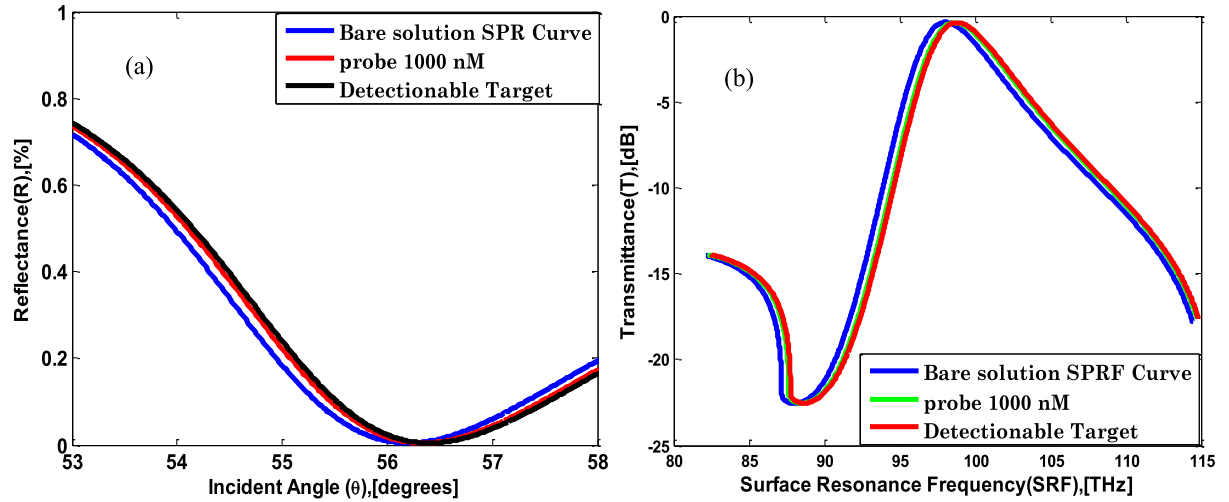 (a)
Bare solution SPR Curve
probe 1000 nM
Detectionable Target
Reflectance(R),[%]
1
0.8
0.6
0.4
0.2
0
53 54 55 56 57 58
Incident Angle (θ),[degrees]
(b)
Transmittance(T),[dB]
0
-5
-10
-15
-20
-25
Bare solution SPRF Curve
probe 1000 nM
Detectionable Target
80 85 90 95 100 105 110 115
Surface Resonance Frequency(SRF),[THz]